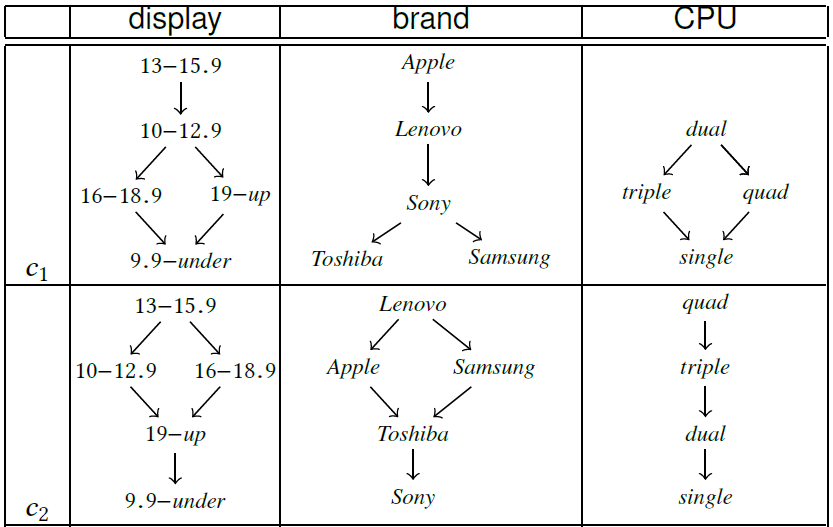 display brand CPU
13−15.9 Apple
10−12.9 Lenovo dual
16−18.9 19−up Sony triple quad
9.9−under Toshiba Samsung single
c1
13−15.9 Lenovo quad
10−12.9 16−18.9 Apple Samsung triple
19−up Toshiba dual
9.9−under Sony single
c2